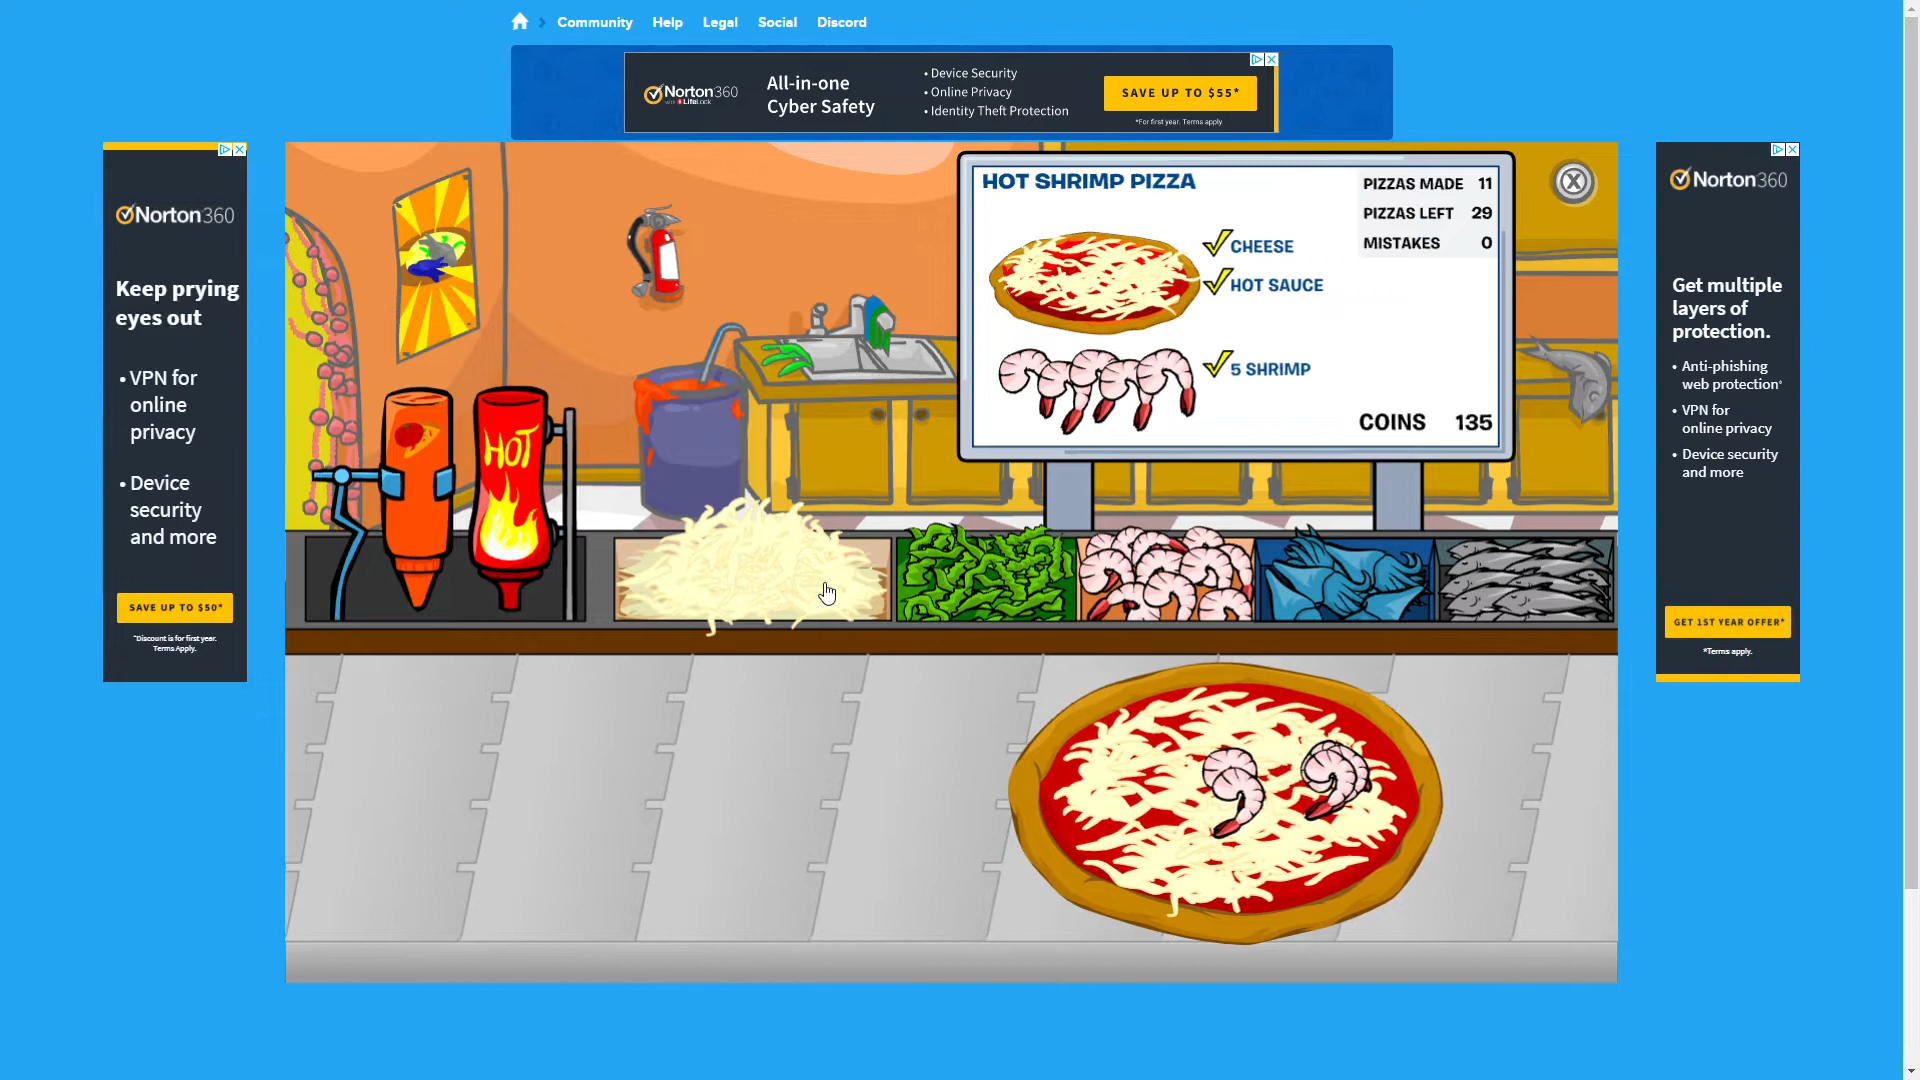 Community Help Legal Social Discord
Norton360
with LifeLock
All-in-one
Cyber Safety
• Device Security
• Online Privacy
• Identity Theft Protection
SAVE UP TO $55*
*For first year. Terms apply.
Norton360
Keep prying
eyes out
• VPN for
online
privacy
• Device
security
and more
SAVE UP TO $50*
*Discount is for first year.
Terms Apply.
HOT
HOT SHRIMP PIZZA
CHEESE
HOT SAUCE
5 SHRIMP
PIZZAS MADE 11
PIZZAS LEFT 29
MISTAKES 0
COINS 135
X
Norton360
Get multiple
layers of
protection.
• Anti-phishing
web protection°
• VPN for
online privacy
• Device security
and more
GET 1ST YEAR OFFER*
*Terms apply.